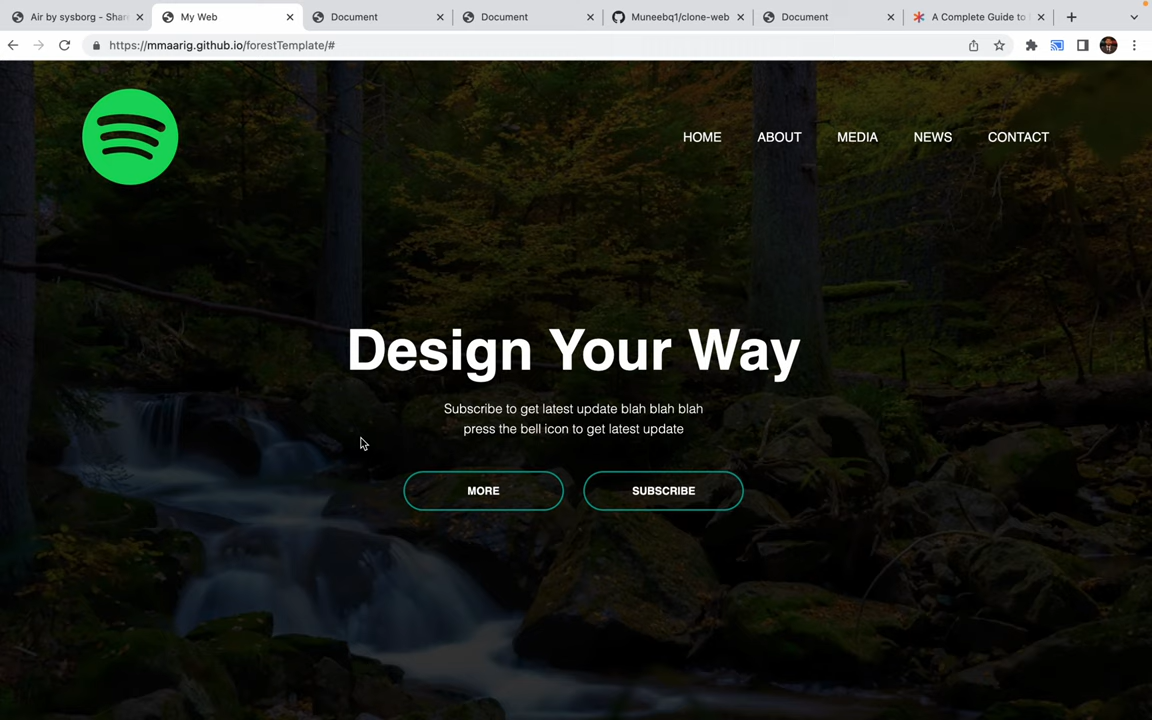 Air by sysborg - Shar
My Web
Document
Document
Muneebq1/clone-web
Document
A Complete Guide to
https://mmaarig.github.io/forestTemplate/#
HOME ABOUT MEDIA NEWS CONTACT
Design Your Way
Subscribe to get latest update blah blah blah
press the bell icon to get latest update
MORE SUBSCRIBE